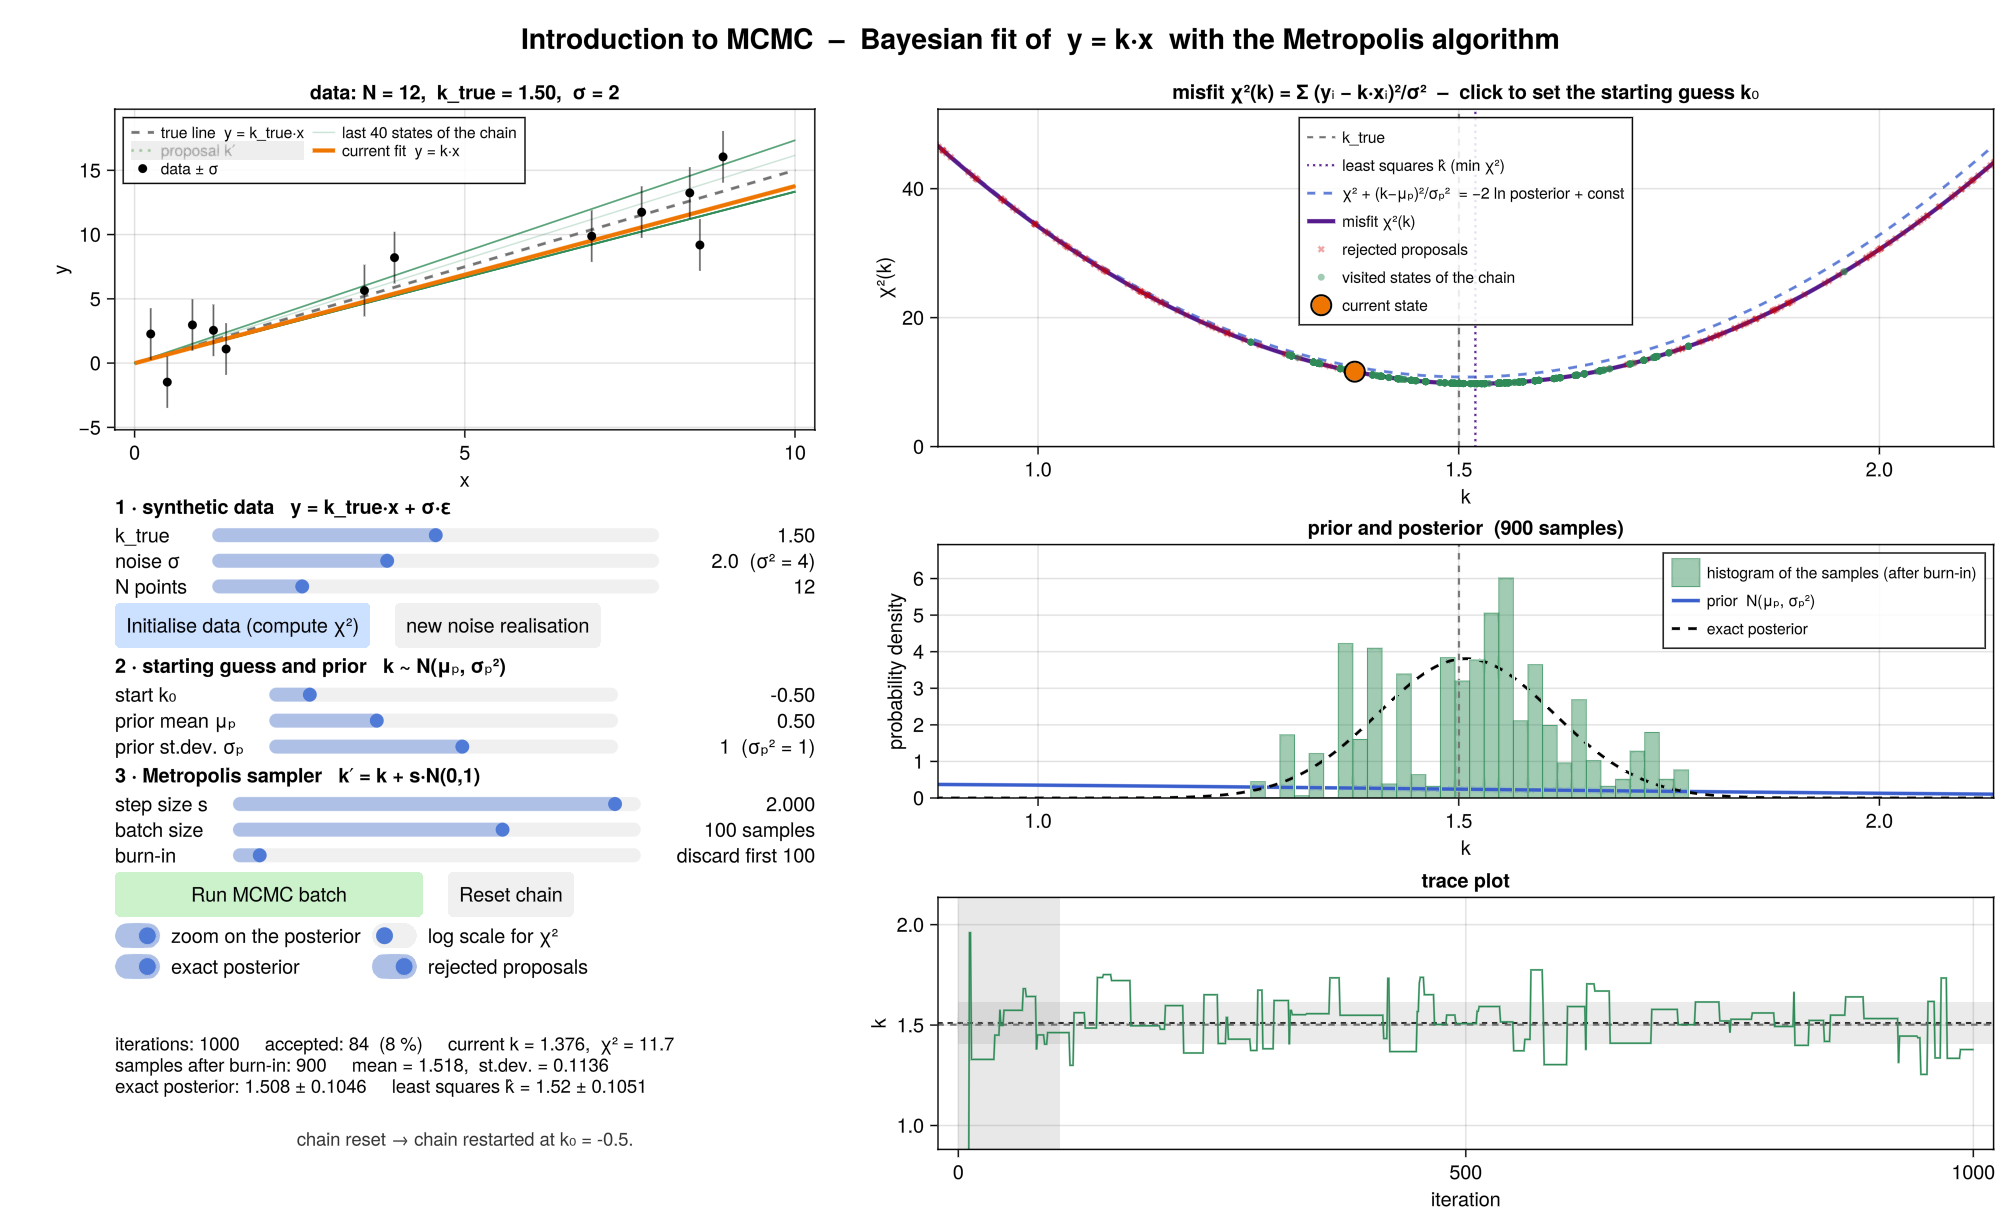 Introduction to MCMC – Bayesian fit of y = k·x with the Metropolis algorithm
data: N = 12, k_true = 1.50, σ = 2
true line y = k_true·x
last 40 states of the chain
proposal k′
current fit y = k·x
data ± σ
15
10
5
0
−5
y
0
5
10
x
misfit χ²(k) = Σ (yᵢ − k·xᵢ)²/σ² – click to set the starting guess k₀
k_true
least squares k̂ (min χ²)
χ² + (k−μₚ)²/σₚ² = −2 ln posterior + const
misfit χ²(k)
rejected proposals
visited states of the chain
current state
40
20
0
χ²(k)
1.0
1.5
2.0
k
1 · synthetic data y = k_true·x + σ·ε
k_true 1.50
noise σ 2.0 (σ² = 4)
N points 12
Initialise data (compute χ²)
new noise realisation
2 · starting guess and prior k ~ N(μₚ, σₚ²)
start k₀ -0.50
prior mean μₚ 0.50
prior st.dev. σₚ 1 (σₚ² = 1)
3 · Metropolis sampler k′ = k + s·N(0,1)
step size s 2.000
batch size 100 samples
burn-in discard first 100
Run MCMC batch
Reset chain
zoom on the posterior
log scale for χ²
exact posterior
rejected proposals
iterations: 1000 accepted: 84 (8 %) current k = 1.376, χ² = 11.7
samples after burn-in: 900 mean = 1.518, st.dev. = 0.1136
exact posterior: 1.508 ± 0.1046 least squares k̂ = 1.52 ± 0.1051
chain reset → chain restarted at k₀ = -0.5.
prior and posterior (900 samples)
histogram of the samples (after burn-in)
prior N(μₚ, σₚ²)
exact posterior
6
5
4
3
2
1
0
probability density
1.0
1.5
2.0
k
trace plot
2.0
1.5
1.0
k
0
500
1000
iteration